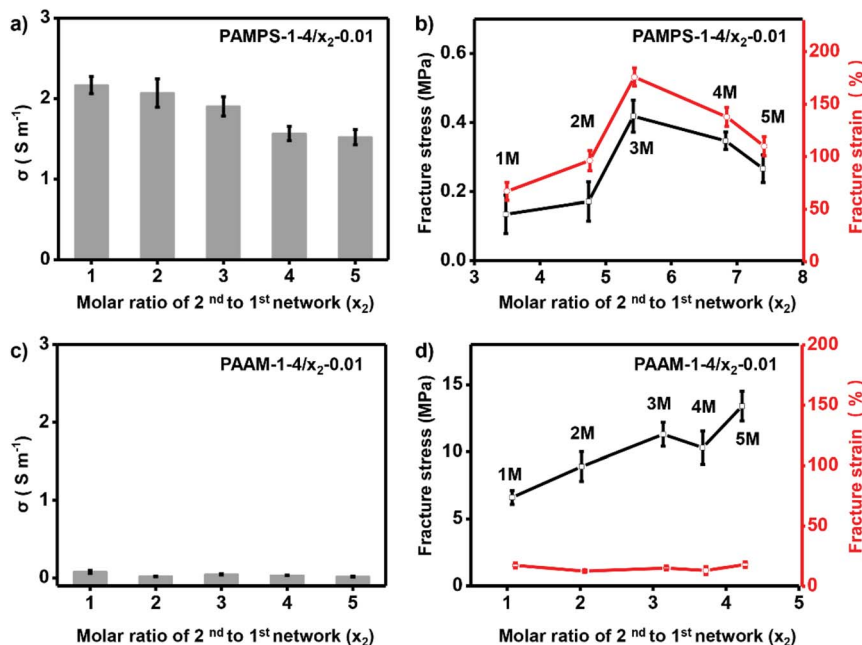 a)
PAMPS-1-4/x₂-0.01
σ ( S m⁻¹)
3
2
1
0
1 2 3 4 5
Molar ratio of 2 ⁿᵈ to 1ˢᵗ network (x₂)
b)
PAMPS-1-4/x₂-0.01
Fracture stress (MPa)
0.6
0.4
0.2
0.0
1M
2M
3M
4M
5M
200
150
100
50
0
Fracture strain ( %)
3 4 5 6 7 8
Molar ratio of 2 ⁿᵈ to 1ˢᵗ network (x₂)
c)
PAAM-1-4/x₂-0.01
σ ( S m⁻¹)
3
2
1
0
1 2 3 4 5
Molar ratio of 2 ⁿᵈ to 1ˢᵗ network (x₂)
d)
PAAM-1-4/x₂-0.01
Fracture stress (MPa)
15
10
5
0
1M
2M
3M
4M
5M
200
150
100
50
0
Fracture strain ( %)
1 2 3 4 5
Molar ratio of 2 ⁿᵈ to 1ˢᵗ network (x₂)